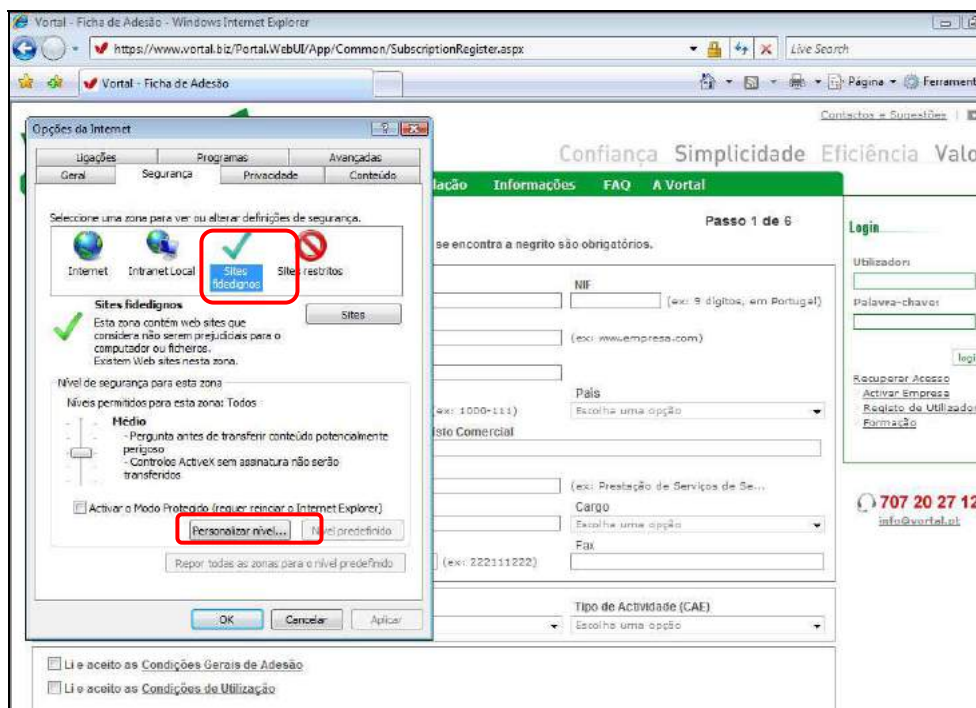 Vortal - Ficha de Adesão - Windows Internet Explorer
https://www.vortal.biz/Portal.WebUI/App/Common/SubscriptionRegister.aspx
Live Search
Vortal - Ficha de Adesão
Página
Ferrament
Contactos e Sugestões
Confiança Simplicidade Eficiência Valo
lação Informações FAQ A Vortal
Passo 1 de 6
se encontra a negrito são obrigatórios.
NIF
(ex: 9 dígitos, em Portugal)
(ex: www.empresa.com)
País
(ex: 1000-111)
Escolha uma opção
isto Comercial
(ex: Prestação de Serviços de Se...
Cargo
Escolha uma opção
Fax
(ex: 222111222)
Tipo de Actividade (CAE)
Escolha uma opção
Li e aceito as Condições Gerais de Adesão
Li e aceito as Condições de Utilização
Login
Utilizador:
Palavra-chave:
logi
Recuperar Acesso
Activar Empresa
Registo de Utilizador
Formação
707 20 27 12
info@vortal.pt
Opções da Internet
Ligações Programas Avançadas
Geral Segurança Privacidade Conteúdo
Seleccione uma zona para ver ou alterar definições de segurança.
Internet
Intranet Local
Sites fidedignos
Sites restritos
Sites fidedignos
Sites
Esta zona contém web sites que
considera não serem prejudiciais para o
computador ou ficheiros.
Existem Web sites nesta zona.
Nível de segurança para esta zona
Níveis permitidos para esta zona: Todos
Médio
- Pergunta antes de transferir conteúdo potencialmente
perigoso
- Controlos ActiveX sem assinatura não serão
transferidos
Activar o Modo Protegido (requer reiniciar o Internet Explorer)
Personalizar nível...
Nível predefinido
Repor todas as zonas para o nível predefinido
OK
Cancelar
Aplicar